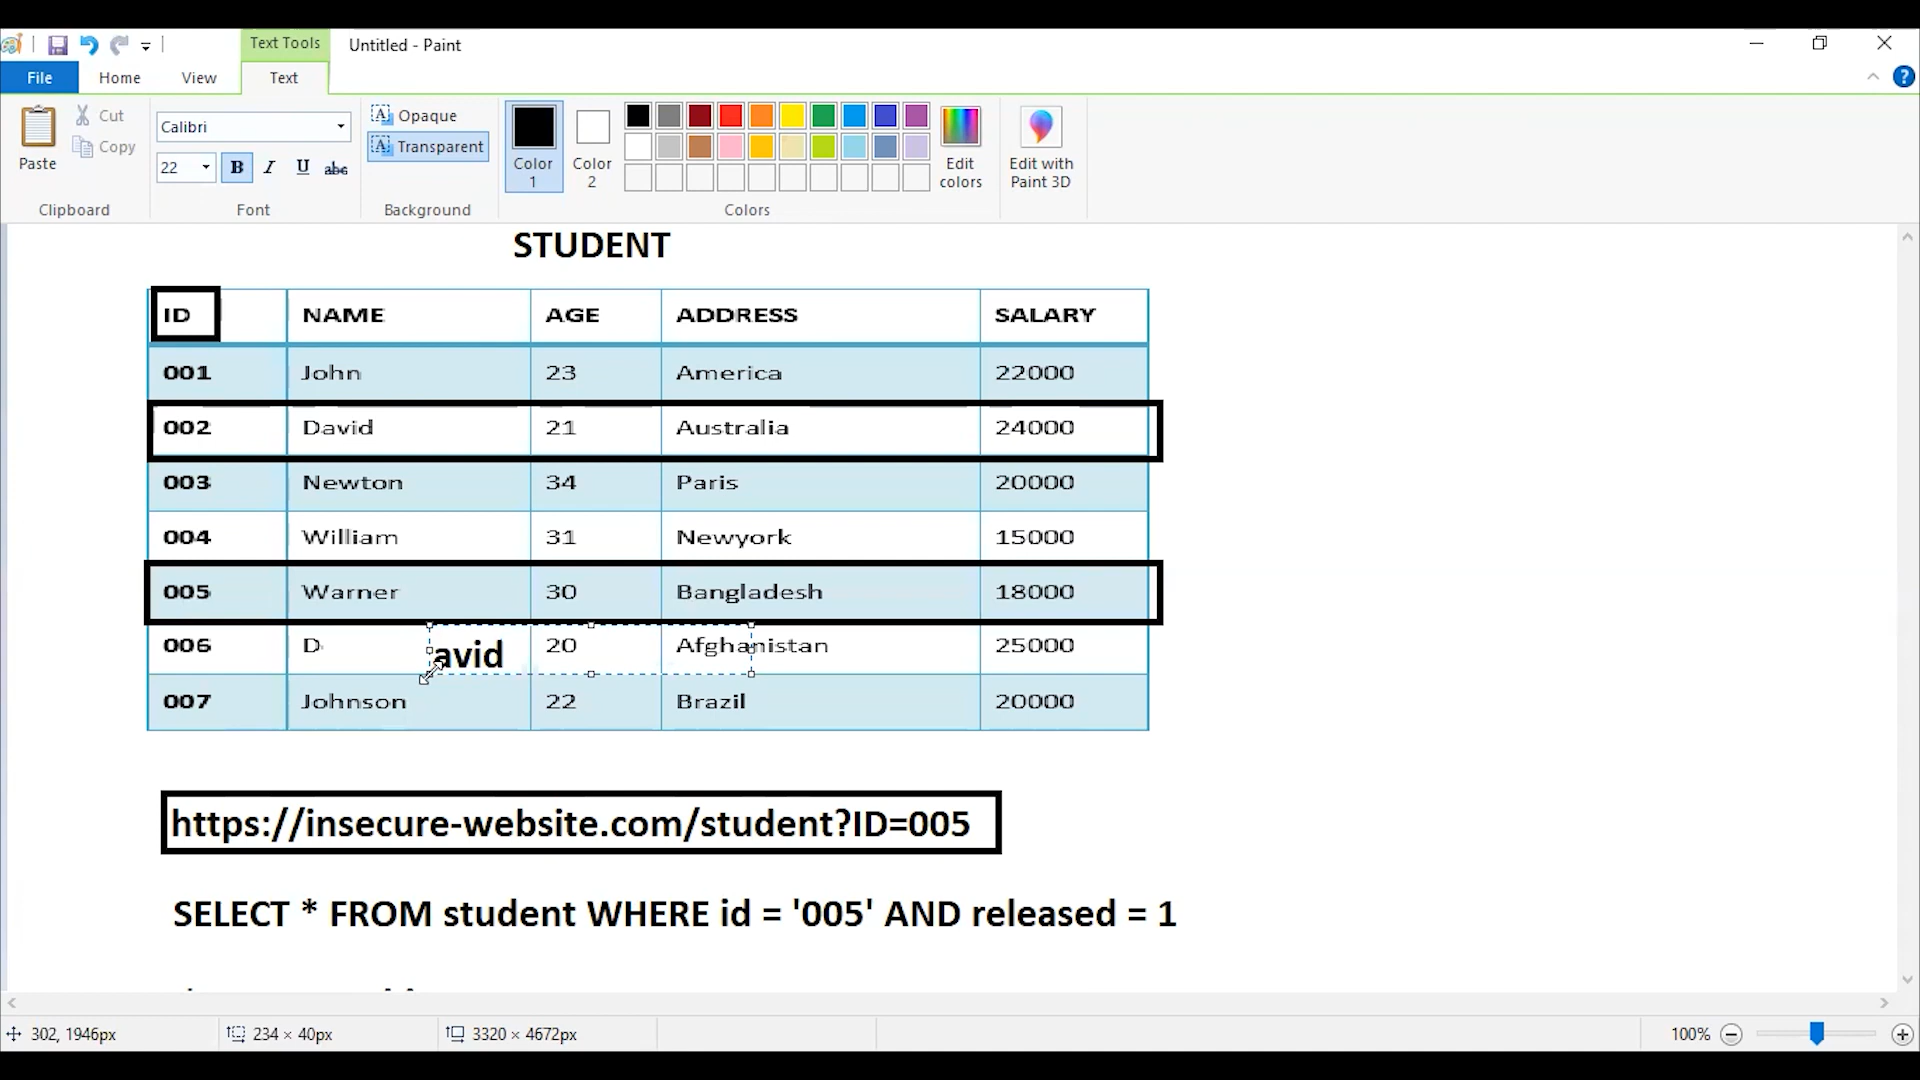 Text Tools
Untitled - Paint
File
Home
View
Text
Paste
Cut
Copy
Clipboard
Calibri
22
B I U abc
Font
Opaque
Transparent
Background
Color 1
Color 2
Edit colors
Colors
Edit with Paint 3D
STUDENT
ID NAME AGE ADDRESS SALARY
001 John 23 America 22000
002 David 21 Australia 24000
003 Newton 34 Paris 20000
004 William 31 Newyork 15000
005 Warner 30 Bangladesh 18000
006 D avid 20 Afghanistan 25000
007 Johnson 22 Brazil 20000
https://insecure-website.com/student?ID=005
SELECT * FROM student WHERE id = '005' AND released = 1
302, 1946px
234 × 40px
3320 × 4672px
100%